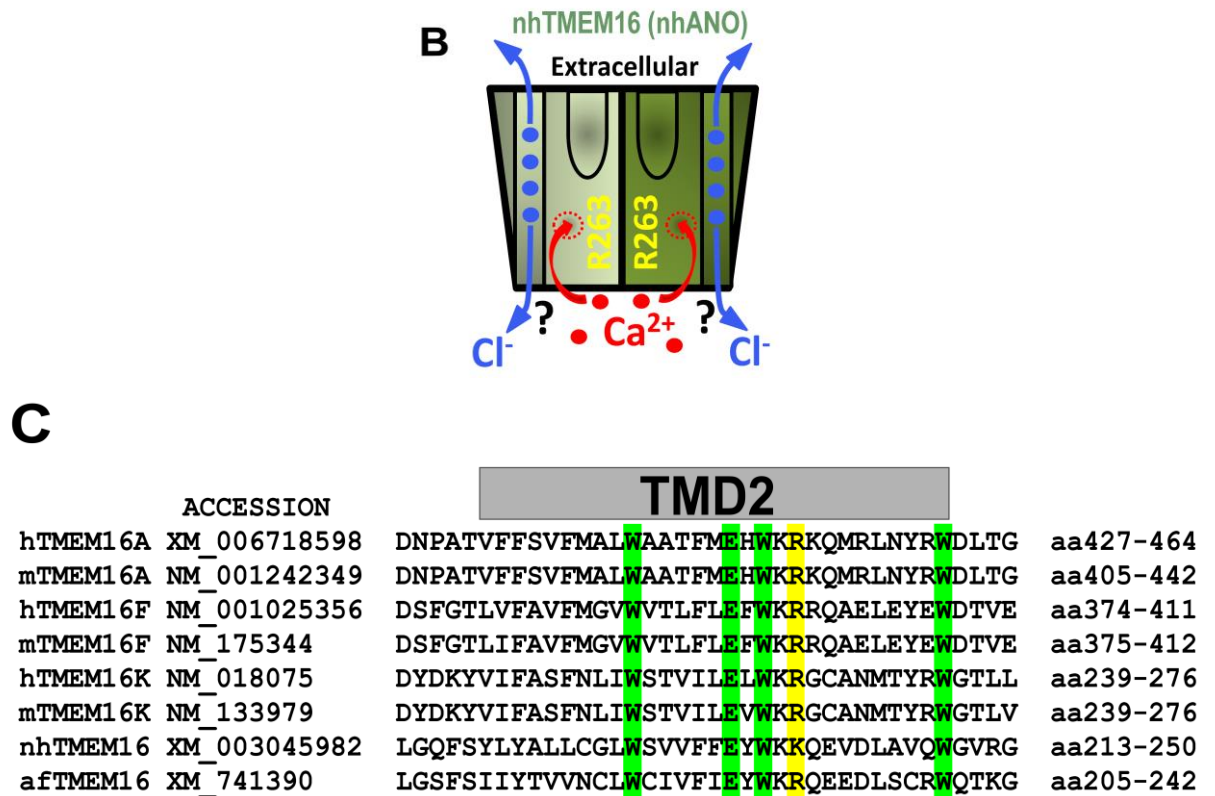 B
nhTMEM16 (nhANO)
Extracellular
R263 R263
? ?
Ca²⁺
Cl⁻ Cl⁻
C
TMD2
ACCESSION
hTMEM16A XM_006718598 DNPATVFFSVFMALWAATFMEHWKRKQMRLNYRWDLTG aa427-464
mTMEM16A NM_001242349 DNPATVFFSVFMALWAATFMEHWKRKQMRLNYRWDLTG aa405-442
hTMEM16F NM_001025356 DSFGTLVFAVFMGVWVTLFLEFWKRRQAELEYEWDTVE aa374-411
mTMEM16F NM_175344 DSFGTLIFAVFMGVWVTLFLEFWKRRQAELEYEWDTVE aa375-412
hTMEM16K NM_018075 DYDKYVIFASFNLIWSTVILELWKRGCANMTYRWGTLL aa239-276
mTMEM16K NM_133979 DYDKYVIFASFNLIWSTVILEVWKRGCANMTYRWGTLV aa239-276
nhTMEM16 XM_003045982 LGQFSYLYALLCGLWSVVFFEYWKKQEVDLAVQWGVRG aa213-250
afTMEM16 XM_741390 LGSFSIIYTVVNCLWCIVFIEYWKRQEEDLSCRWQTKG aa205-242